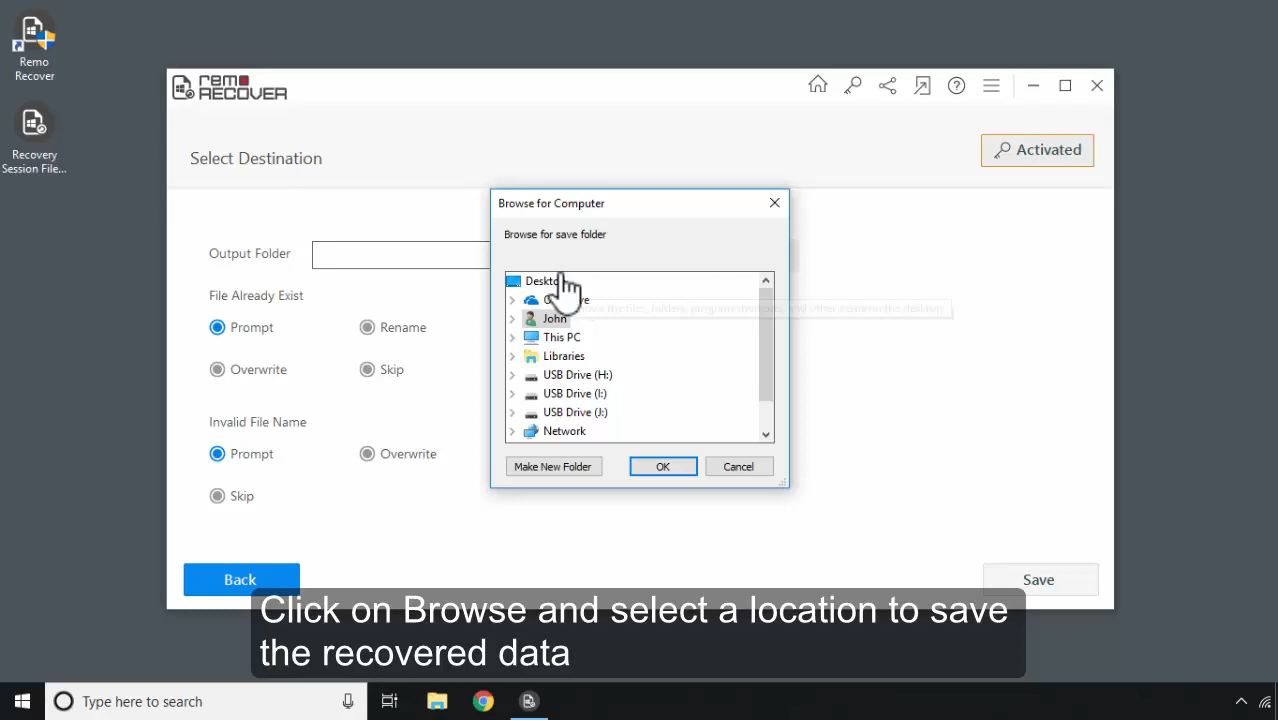 Remo
Recover
Recovery
Session File...
remo
RECOVER
Select Destination
Activated
Output Folder
File Already Exist
Prompt
Rename
Overwrite
Skip
Invalid File Name
Prompt
Overwrite
Skip
Browse for Computer
Browse for save folder
Desktop
John
This PC
Libraries
USB Drive (H:)
USB Drive (I:)
USB Drive (J:)
Network
Make New Folder
OK
Cancel
Back
Save
Click on Browse and select a location to save
the recovered data
Type here to search